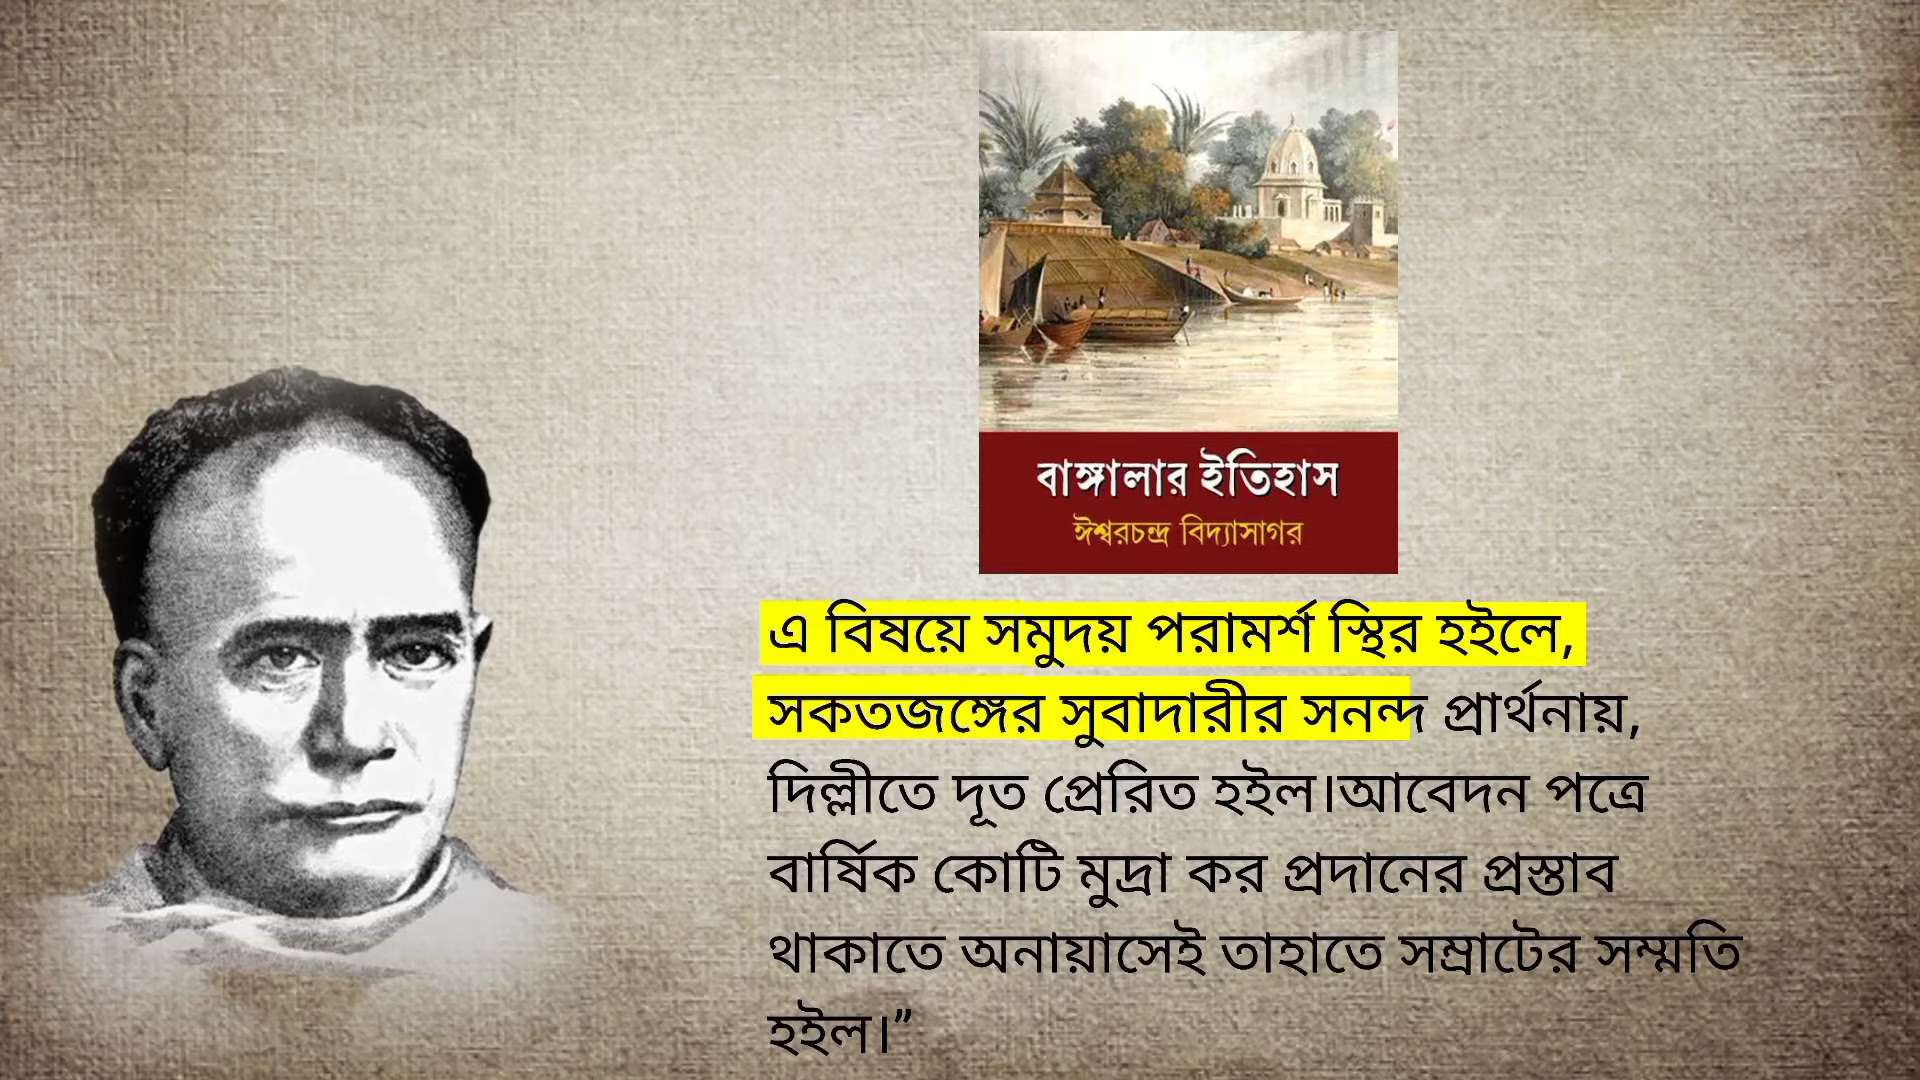 বাঙ্গালার ইতিহাস
ঈশ্বরচন্দ্র বিদ্যাসাগর
এ বিষয়ে সমুদয় পরামর্শ স্থির হইলে,
সকতজঙ্গের সুবাদারীর সনন্দ প্রার্থনায়,
দিল্লীতে দূত প্রেরিত হইল।আবেদন পত্রে
বার্ষিক কোটি মুদ্রা কর প্রদানের প্রস্তাব
থাকাতে অনায়াসেই তাহাতে সম্রাটের সম্মতি
হইল।”